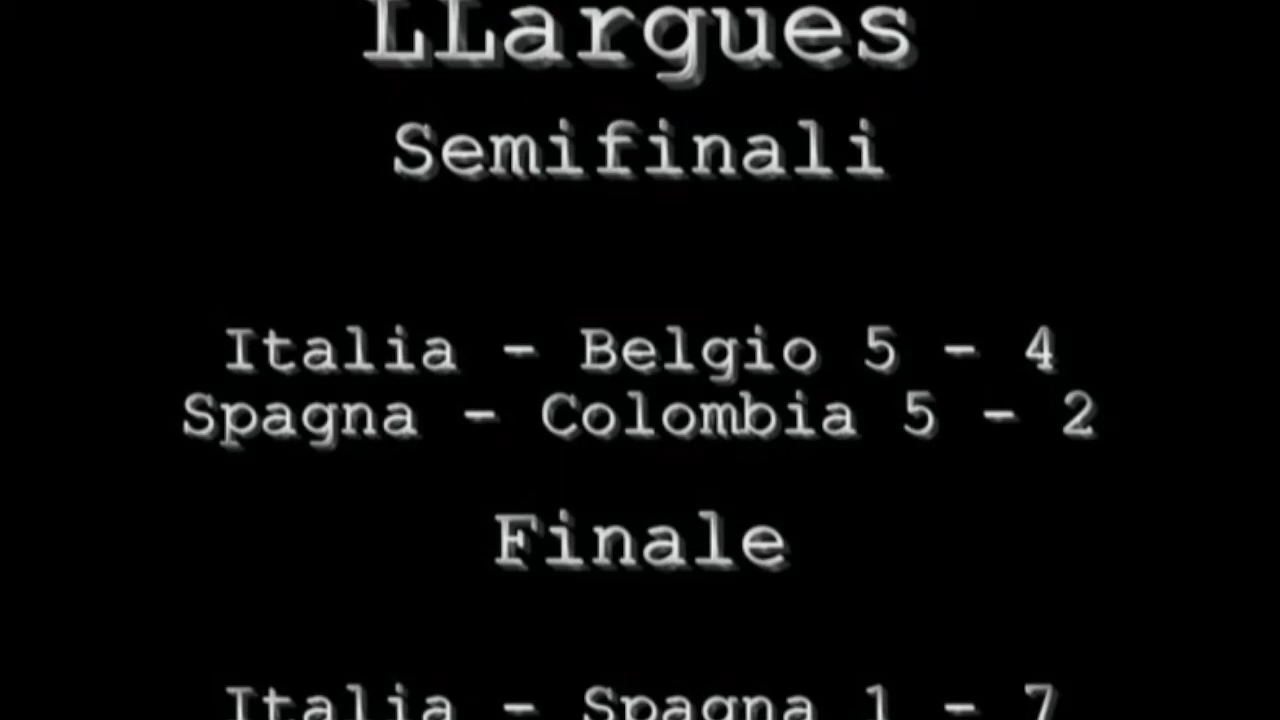 LLargues
Semifinali
Italia - Belgio 5 - 4
Spagna - Colombia 5 - 2
Finale
Italia - Spagna 1 - 7